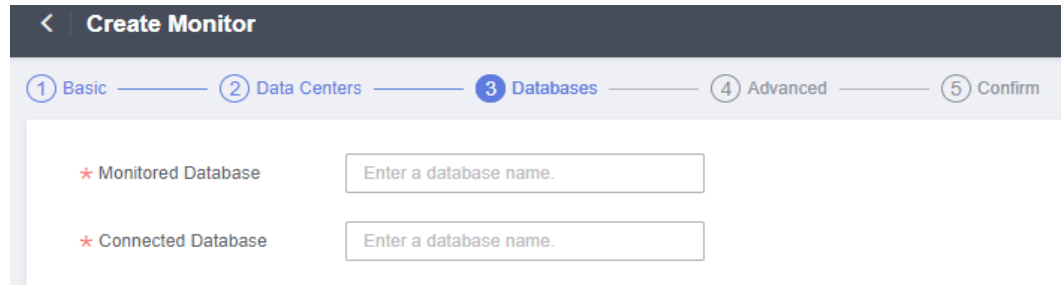 < Create Monitor
1 Basic 2 Data Centers 3 Databases 4 Advanced 5 Confirm
* Monitored Database Enter a database name.
* Connected Database Enter a database name.